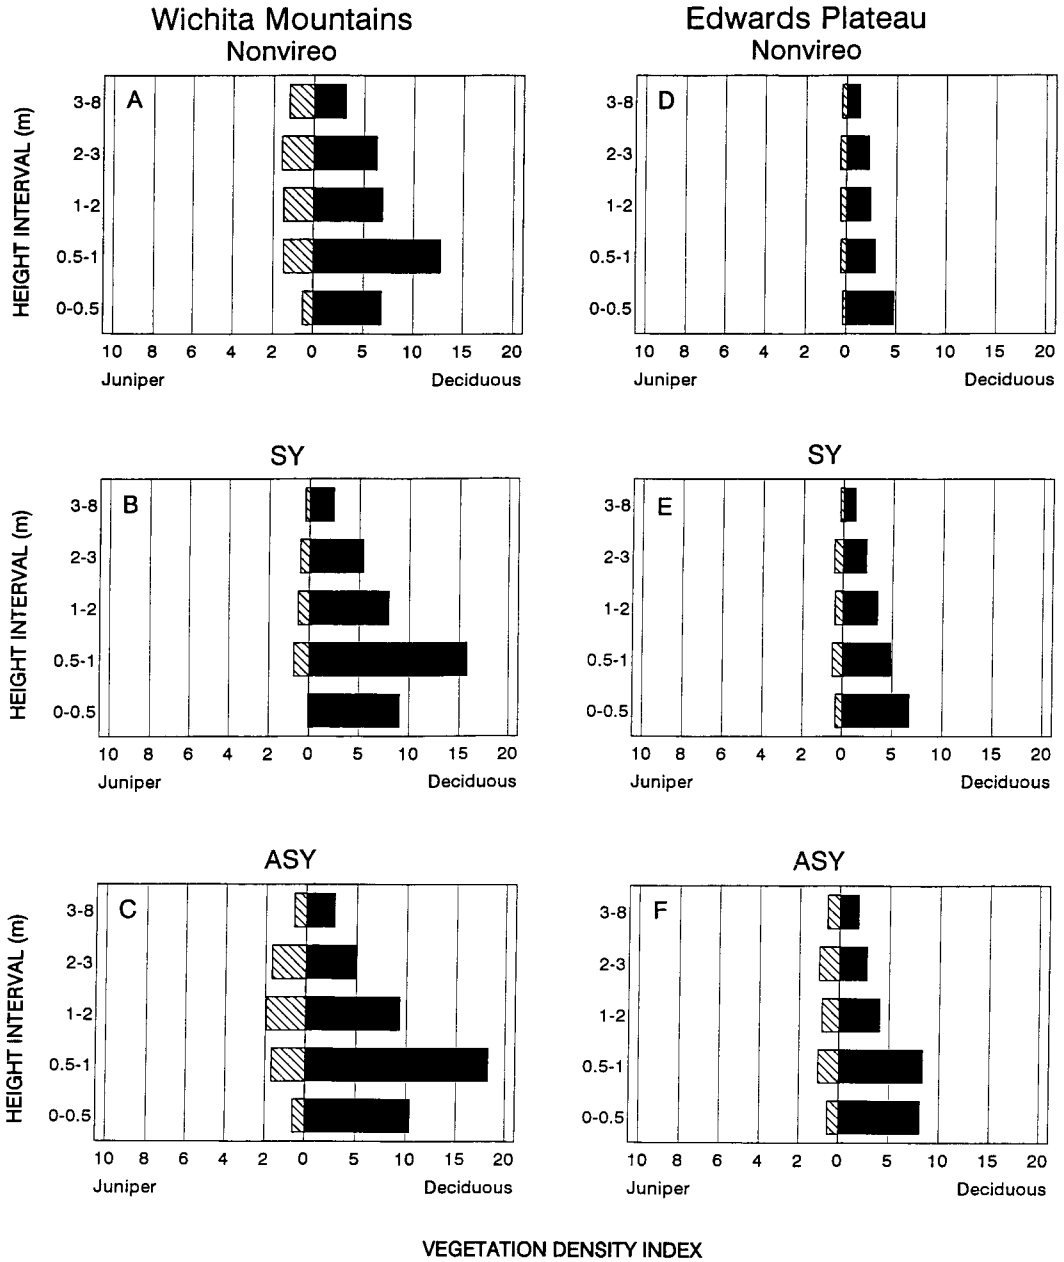 Wichita Mountains
Nonvireo
Edwards Plateau
Nonvireo
HEIGHT INTERVAL (m)
A
3-8
2-3
1-2
0.5-1
0-0.5
10 8 6 4 2 0 5 10 15 20
Juniper Deciduous
D
3-8
2-3
1-2
0.5-1
0-0.5
10 8 6 4 2 0 5 10 15 20
Juniper Deciduous
SY
HEIGHT INTERVAL (m)
B
3-8
2-3
1-2
0.5-1
0-0.5
10 8 6 4 2 0 5 10 15 20
Juniper Deciduous
SY
E
3-8
2-3
1-2
0.5-1
0-0.5
10 8 6 4 2 0 5 10 15 20
Juniper Deciduous
ASY
HEIGHT INTERVAL (m)
C
3-8
2-3
1-2
0.5-1
0-0.5
10 8 6 4 2 0 5 10 15 20
Juniper Deciduous
ASY
F
3-8
2-3
1-2
0.5-1
0-0.5
10 8 6 4 2 0 5 10 15 20
Juniper Deciduous
VEGETATION DENSITY INDEX